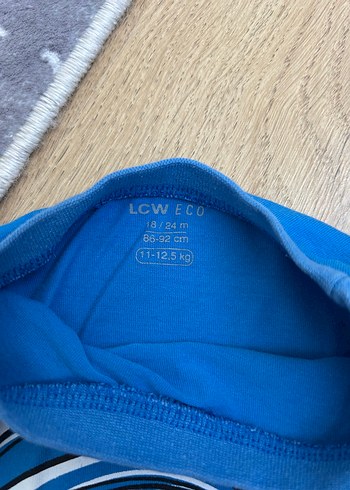 LCW ECO
18 / 24 m
86-92 cm
11-12,5 kg